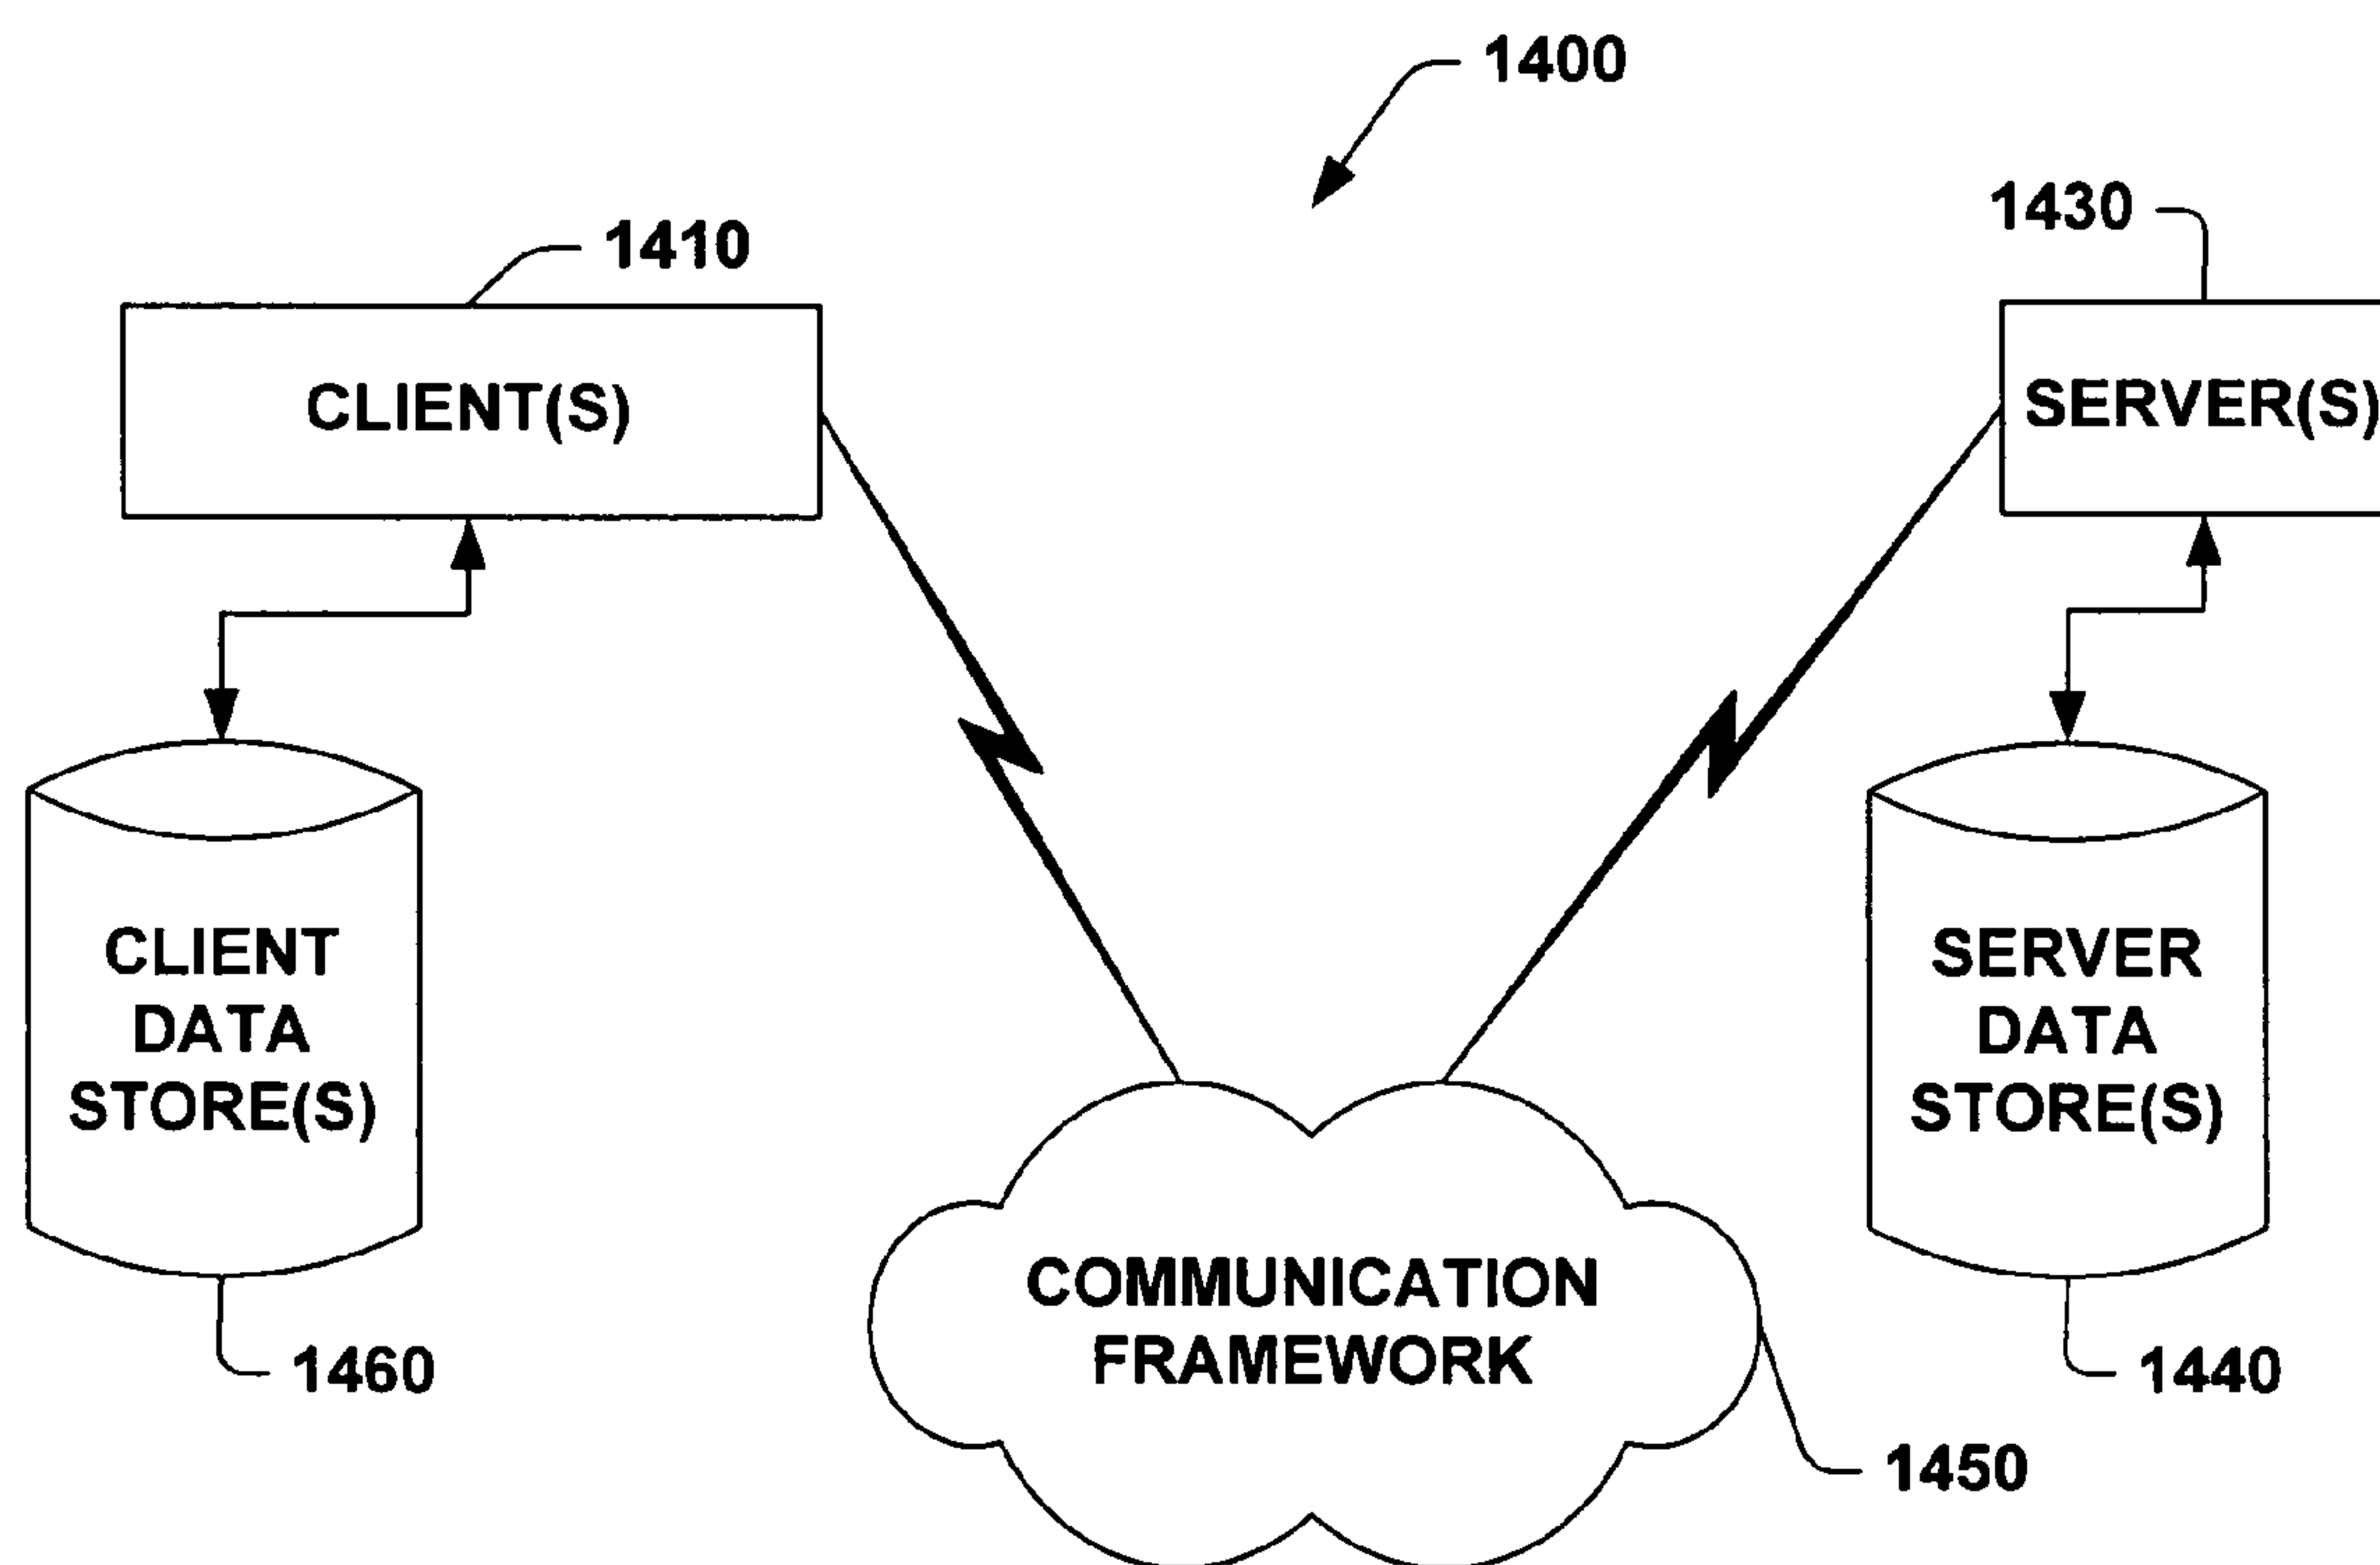 1400
1410
1430
CLIENT(S)
SERVER(S)
CLIENT
DATA
STORE(S)
SERVER
DATA
STORE(S)
COMMUNICATION
FRAMEWORK
1460
1440
1450